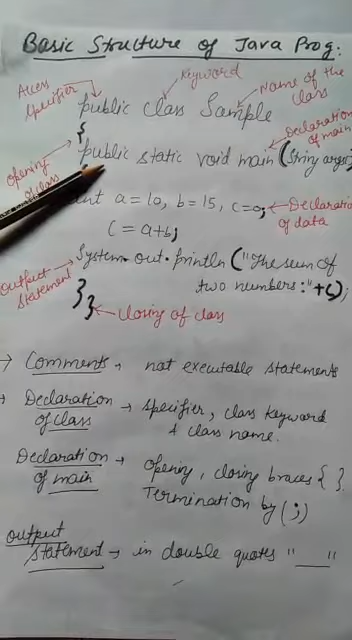 Basic Structure of Java Prog:
Access Specifier
Keyword
Name of the class
public class Sample
{
Declaration of main
Opening of class
public static void main (String args
int a=10, b=15, c=0;
Declaration of data
c = a+b;
Output Statement
System.out.println ("The sum of
two numbers:"+c);
}}
closing of class
→ Comments → not executable statements
→ Declaration of class → specifier, class keyword
+ class name.
Declaration of main → opening, closing braces { }
Termination by (;)
output statement → in double quotes "___"